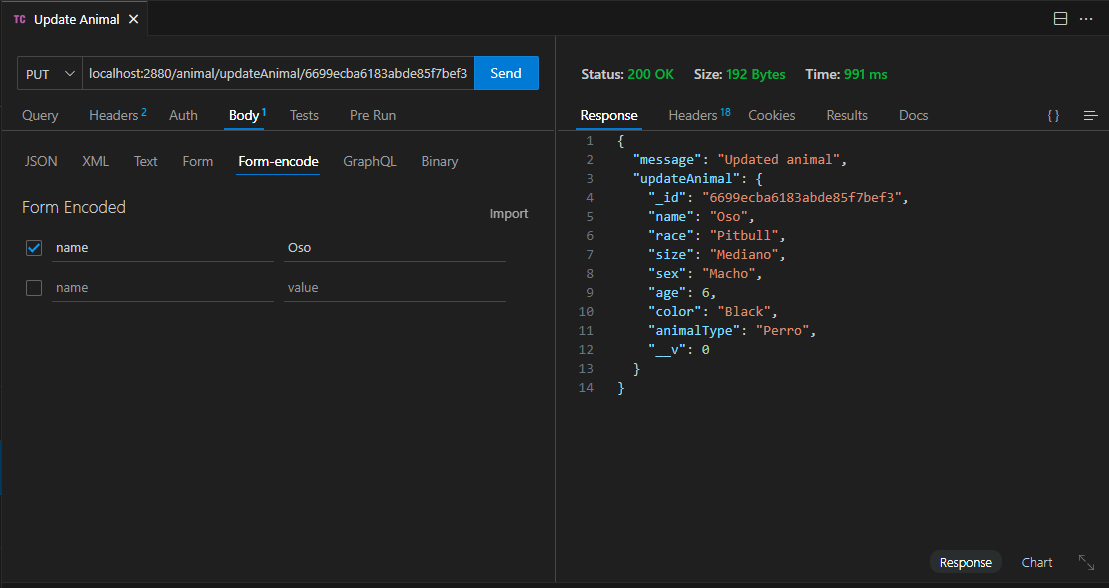 TC Update Animal
PUT localhost:2880/animal/updateAnimal/6699ecba6183abde85f7bef3 Send
Query Headers 2 Auth Body 1 Tests Pre Run
JSON XML Text Form Form-encode GraphQL Binary
Form Encoded
Import
name Oso
name value
Status: 200 OK Size: 192 Bytes Time: 991 ms
Response Headers 18 Cookies Results Docs { }
1 {
2 "message": "Updated animal",
3 "updateAnimal": {
4 "_id": "6699ecba6183abde85f7bef3",
5 "name": "Oso",
6 "race": "Pitbull",
7 "size": "Mediano",
8 "sex": "Macho",
9 "age": 6,
10 "color": "Black",
11 "animalType": "Perro",
12 "__v": 0
13 }
14 }
Response Chart